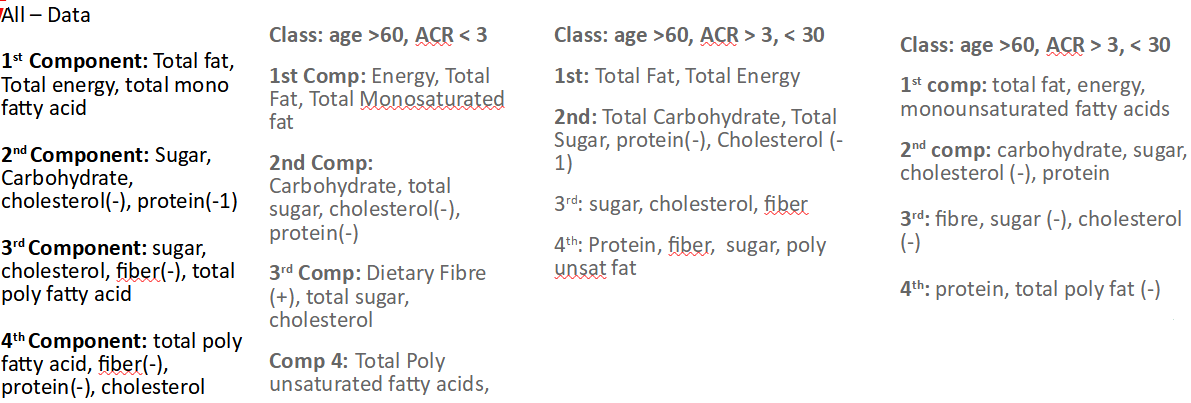 All – Data
1st Component: Total fat,
Total energy, total mono
fatty acid
2nd Component: Sugar,
Carbohydrate,
cholesterol(-), protein(-1)
3rd Component: sugar,
cholesterol, fiber(-), total
poly fatty acid
4th Component: total poly
fatty acid, fiber(-),
protein(-), cholesterol
Class: age >60, ACR < 3
1st Comp: Energy, Total
Fat, Total Monosaturated
fat
2nd Comp:
Carbohydrate, total
sugar, cholesterol(-),
protein(-)
3rd Comp: Dietary Fibre
(+), total sugar,
cholesterol
Comp 4: Total Poly
unsaturated fatty acids,
Class: age >60, ACR > 3, < 30
1st: Total Fat, Total Energy
2nd: Total Carbohydrate, Total
Sugar, protein(-), Cholesterol (-
1)
3rd: sugar, cholesterol, fiber
4th: Protein, fiber, sugar, poly
unsat fat
Class: age >60, ACR > 3, < 30
1st comp: total fat, energy,
monounsaturated fatty acids
2nd comp: carbohydrate, sugar,
cholesterol (-), protein
3rd: fibre, sugar (-), cholesterol
(-)
4th: protein, total poly fat (-)